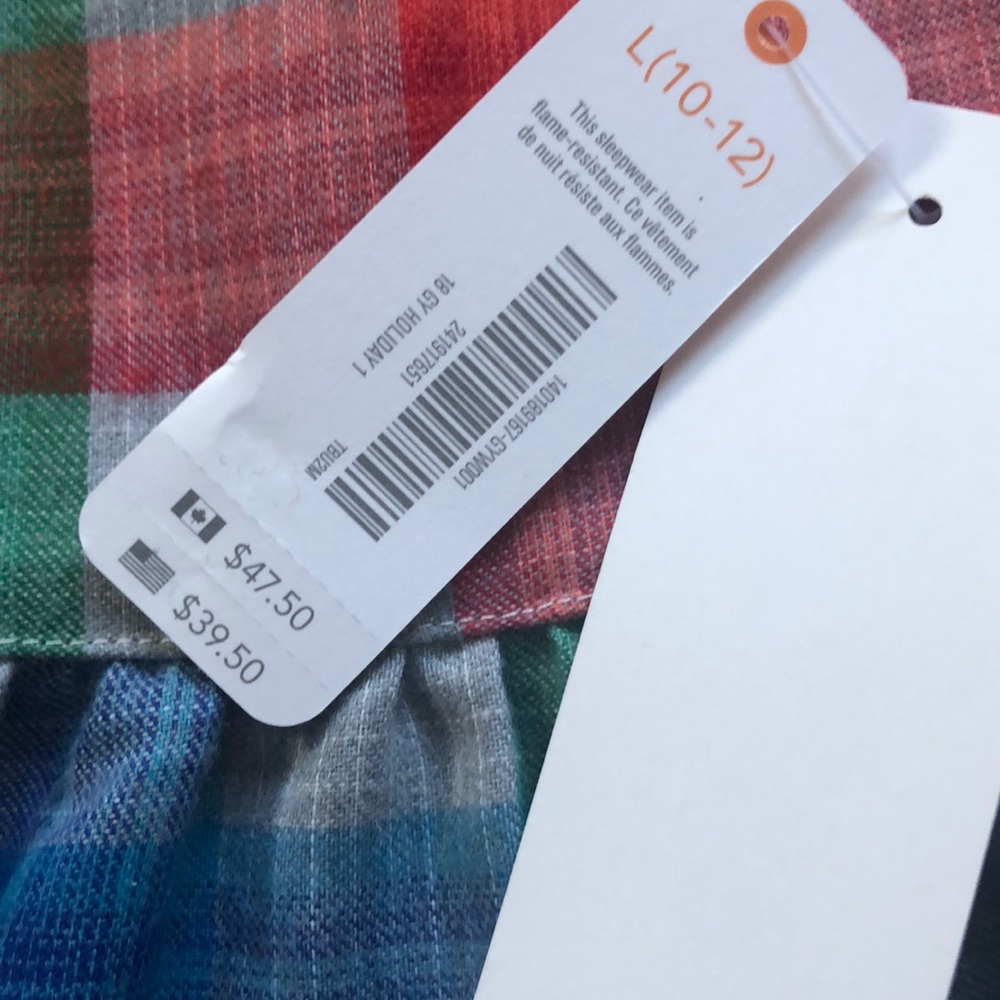 L(10-12)
This sleepwear item is
flame-resistant. Ce vêtement
de nuit résiste aux flammes.
18 GY HOLIDAY 1
241917651
140189167-GYW001
TBU2M
$47.50
$39.50